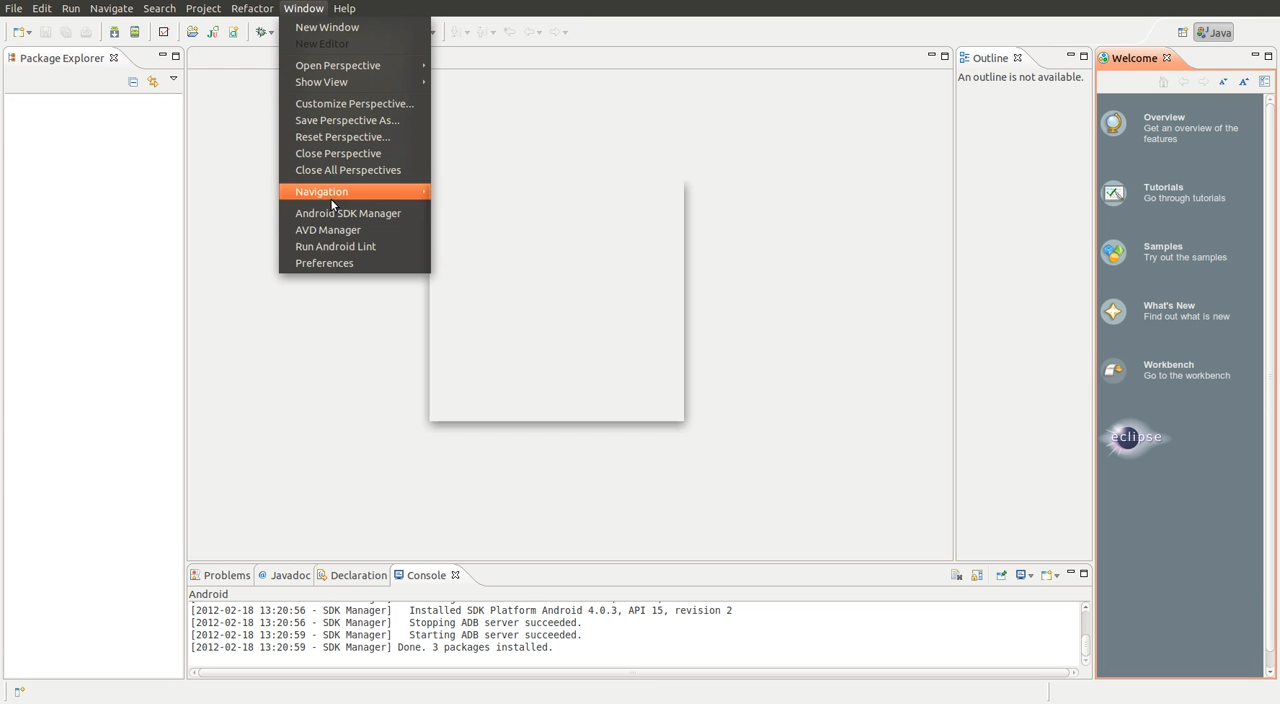 File Edit Run Navigate Search Project Refactor Window Help
Java
Package Explorer
New Window
New Editor
Open Perspective
Show View
Customize Perspective...
Save Perspective As...
Reset Perspective...
Close Perspective
Close All Perspectives
Navigation
Android SDK Manager
AVD Manager
Run Android Lint
Preferences
Outline
An outline is not available.
Welcome
Overview
Get an overview of the
features
Tutorials
Go through tutorials
Samples
Try out the samples
What's New
Find out what is new
Workbench
Go to the workbench
eclipse
Problems @ Javadoc Declaration Console
Android
[2012-02-18 13:20:56 - SDK Manager] Installed SDK Platform Android 4.0.3, API 15, revision 2
[2012-02-18 13:20:56 - SDK Manager] Stopping ADB server succeeded.
[2012-02-18 13:20:59 - SDK Manager] Starting ADB server succeeded.
[2012-02-18 13:20:59 - SDK Manager] Done. 3 packages installed.